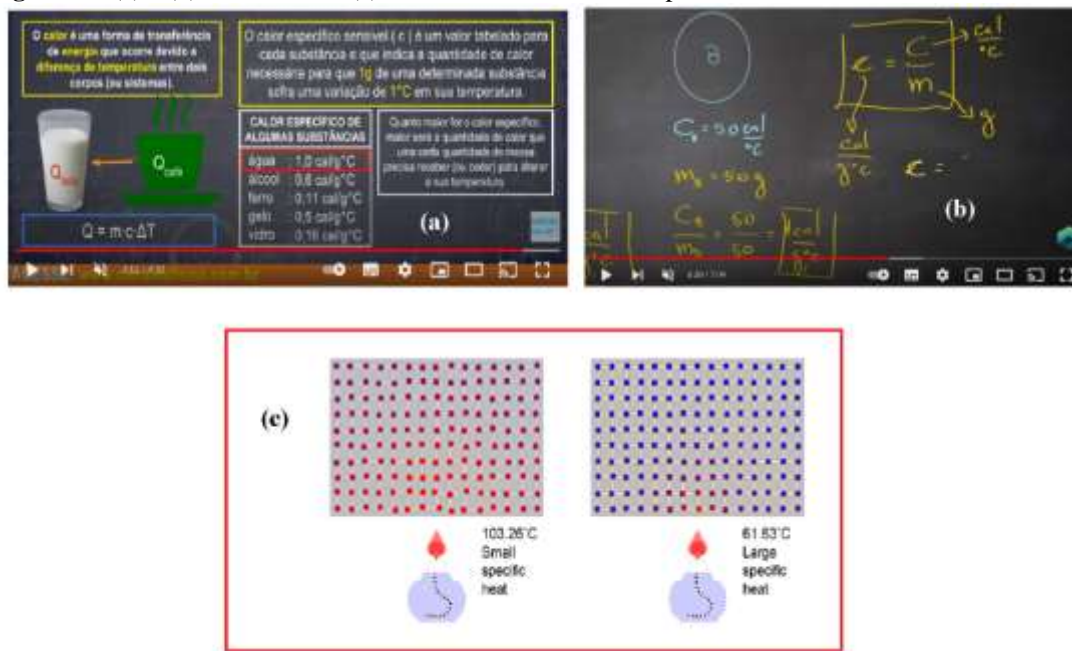 O calor é uma forma de transferência
de energia que ocorre devido a
diferença de temperatura entre dois
corpos (ou sistemas).
O calor específico sensível ( c ) é um valor tabelado para
cada substância e que indica a quantidade de calor
necessária para que 1g de uma determinada substância
sofra uma variação de 1°C em sua temperatura.
Q
Q café
Q = m·c·ΔT
CALOR ESPECÍFICO DE
ALGUMAS SUBSTÂNCIAS
água : 1,0 cal/g°C
álcool : 0,6 cal/g°C
ferro : 0,11 cal/g°C
gelo : 0,5 cal/g°C
vidro : 0,16 cal/g°C
Quanto maior for o calor específico,
maior será a quantidade de calor que
uma certa quantidade de massa
precisa receber (ou ceder) para alterar
a sua temperatura.
(a)
a
C = 50 cal/°C
m = 50 g
C/m = 50/50 = 1 cal/g°C
c = C/m
cal/°C
g
cal/g°C
c =
(b)
(c)
103.26°C
Small
specific
heat
61.53°C
Large
specific
heat